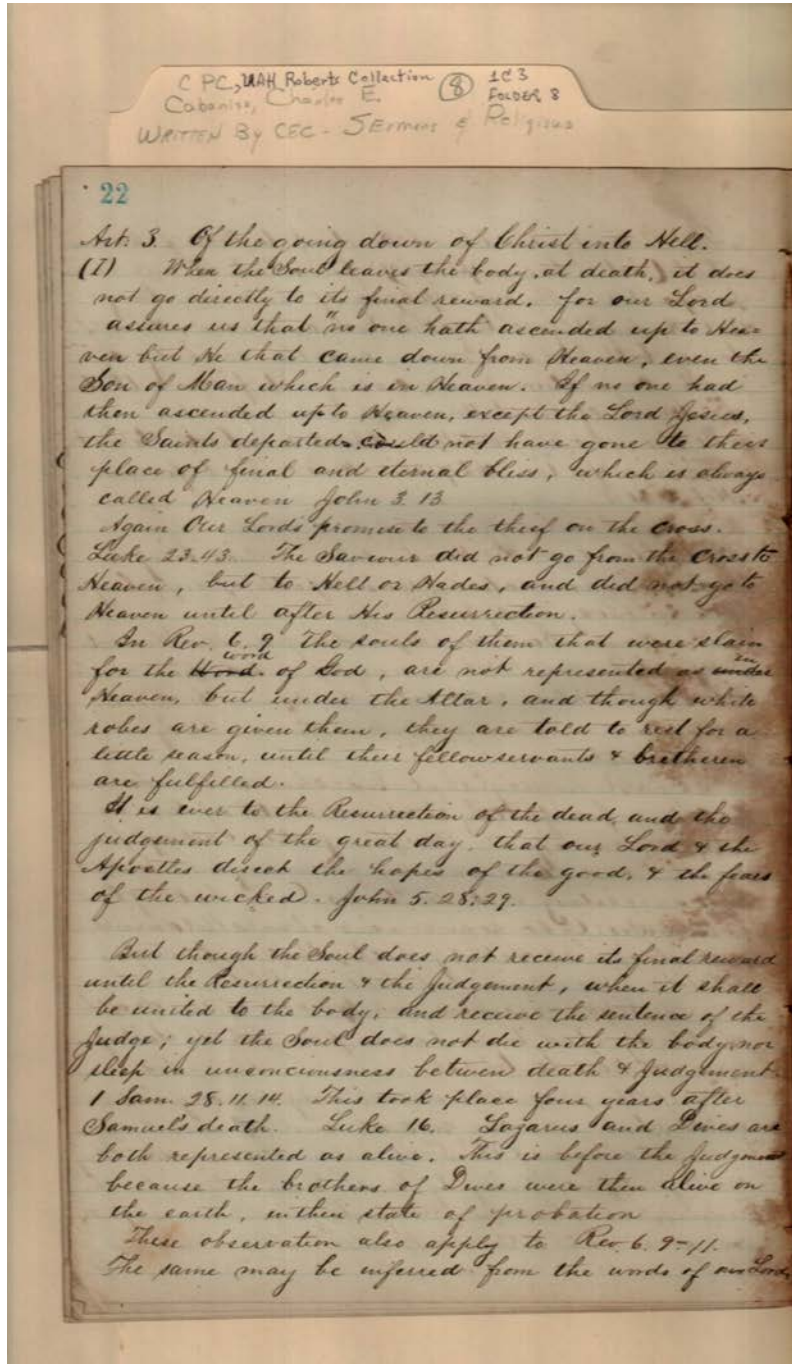 C PC, UAH Roberts Collection 8 1C3
FOLDER 8
Cabaniss, Charles E.
WRITTEN By CEC - SErmons & Religious
22
Art. 3. Of the going down of Christ into Hell.
(I) When the Soul leaves the body, at death, it does
not go directly to its final reward, for our Lord
assures us that "no one hath ascended up to Hea=
ven but He that came down from Heaven, even the
Son of Man which is in Heaven. If no one had
then ascended up to Heaven, except the Lord Jesus,
the Saints departed could not have gone to their
place of final and eternal bliss, which is always
called Heaven John 3.13
Again Our Lord's promise to the thief on the cross.
Luke 23.43. The Saviour did not go from the cross to
Heaven, but to Hell or Hades, and did not go to
Heaven until after His Resurrection.
In Rev. 6.9 The souls of them that were slain
for the Word word of God, are not represented as under in
Heaven, but under the Altar, and though white
robes are given them, they are told to rest for a
little season, until their fellowservants & bretheren
are fulfilled.
It is ever to the Resurrection of the dead, and the
judgement of the great day, that our Lord & the
Apostles direct the hopes of the good, & the fears
of the wicked. John 5.28:29.
But though the Soul does not receive its final reward
until the Resurrection & the Judgement, when it shall
be united to the body, and receive the sentence of the
Judge; yet the Soul does not die with the body, nor
sleep in unconciousness between death & Judgement.
1 Sam. 28.11.14. This took place four years after
Samuel's death. Luke 16. Lazarus and Dives are
both represented as alive. This is before the Judgment
because the brothers of Dives were then alive on
the earth, in their state of probation
These observation also apply to Rev. 6.9-11.
The same may be inferred from the words of our Lord,